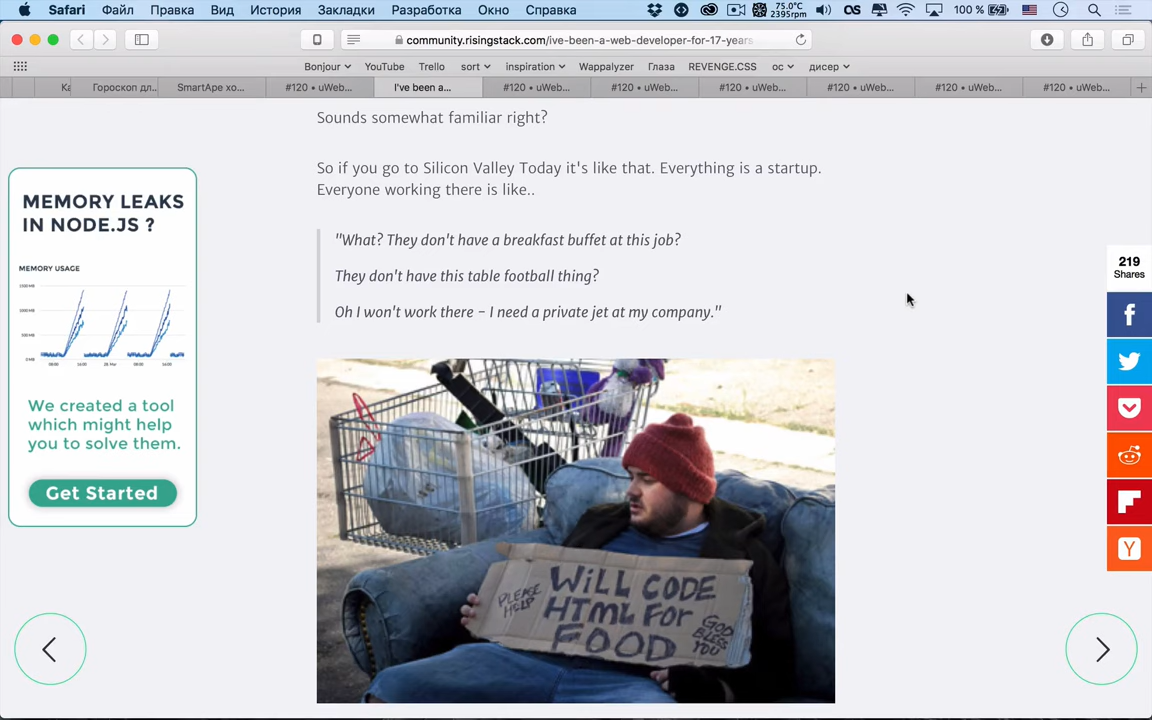 Safari Файл Правка Вид История Закладки Разработка Окно Справка 75.0°C 2395rpm 100 %
community.risingstack.com/ive-been-a-web-developer-for-17-years
Bonjour YouTube Trello sort inspiration Wappalyzer Глаза REVENGE.CSS ос дисер
Ка Гороскоп дл... SmartApe хо... #120 • uWeb... I've been a... #120 • uWeb... #120 • uWeb... #120 • uWeb... #120 • uWeb... #120 • uWeb... #120 • uWeb...
Sounds somewhat familiar right?
So if you go to Silicon Valley Today it's like that. Everything is a startup.
Everyone working there is like..
"What? They don't have a breakfast buffet at this job?
They don't have this table football thing?
Oh I won't work there - I need a private jet at my company."
MEMORY LEAKS
IN NODE.JS ?
MEMORY USAGE
We created a tool
which might help
you to solve them.
Get Started
219
Shares
PLEASE
HELP
WILL CODE
HTML FOR
FOOD
GOD
BLESS
YOU